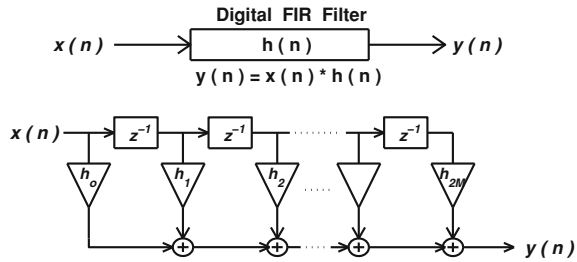 Digital FIR Filter
x ( n ) h ( n ) y ( n )
y ( n ) = x ( n ) * h ( n )
x ( n ) z⁻¹ z⁻¹ ........ z⁻¹
h₀ h₁ h₂ ..... h₂M
+ + ..... + + y ( n )